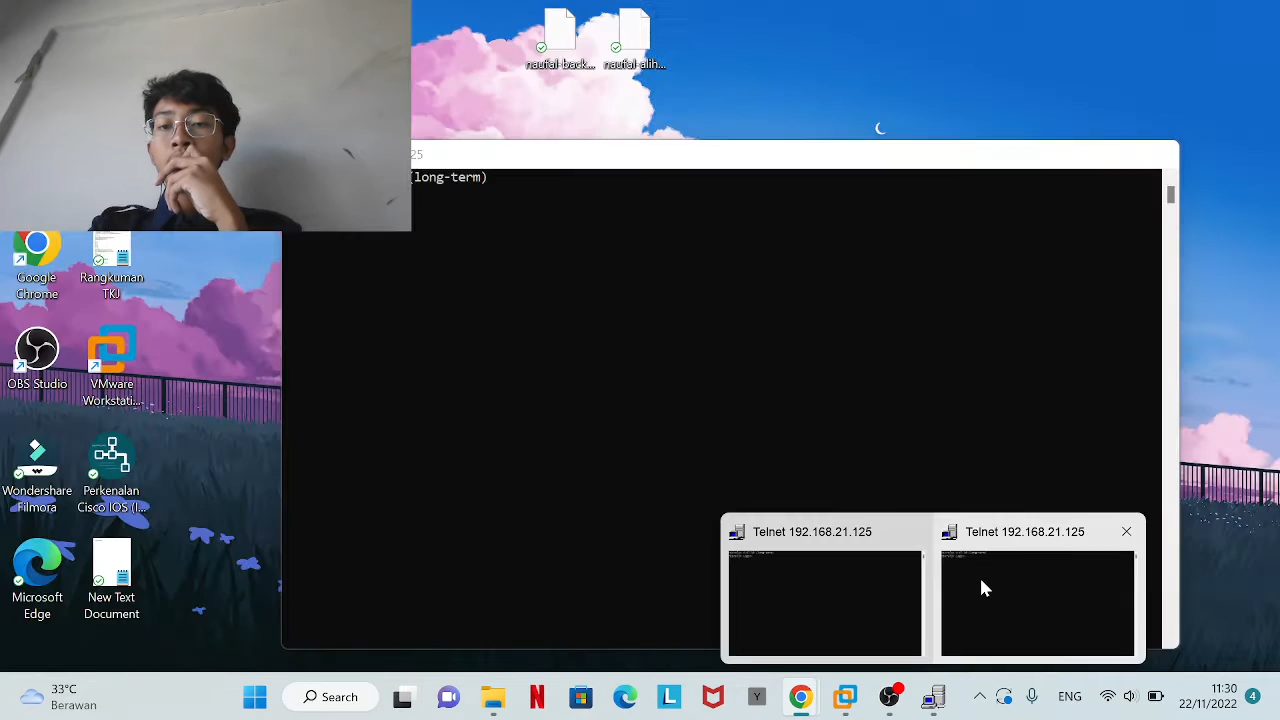 naufal-back...
naufal-alih...
25
(long-term)
Google
Chrome
Rangkuman
TKJ
OBS Studio
VMware
Workstati...
Wondershare
Filmora
Perkenalan
Cisco IOS (I...
Microsoft
Edge
New Text
Document
Telnet 192.168.21.125
Telnet 192.168.21.125
33°C
Berawan
Search
ENG
11:30
22/11/2022
4